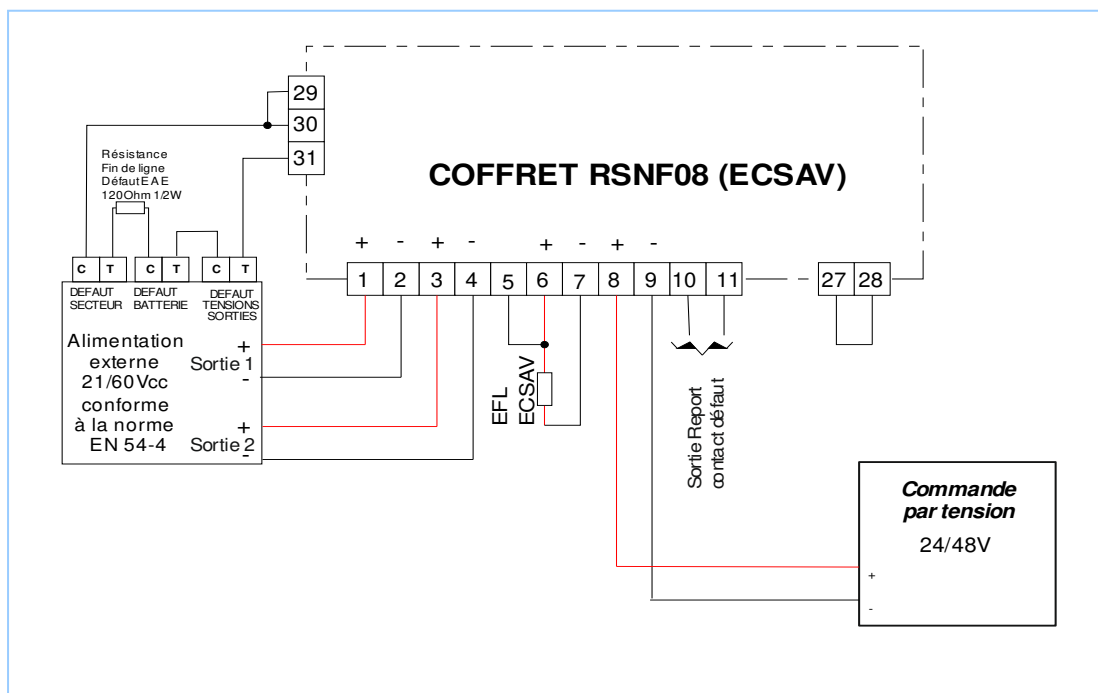 29
30
31
Résistance
Fin de ligne
Défaut EAE
120Ohm 1/2W
COFFRET RSNF08 (ECSAV)
+ - + - + - + -
C T C T C T
1 2 3 4 5 6 7 8 9 10 11 27 28
DEFAUT
SECTEUR
DEFAUT
BATTERIE
DEFAUT
TENSIONS
SORTIES
Alimentation
externe
21/60Vcc
conforme
à la norme
EN 54-4
+
Sortie 1
-
+
Sortie 2
-
EFL
ECSAV
Sortie Report
contact défaut
Commande
par tension
24/48V
+
-